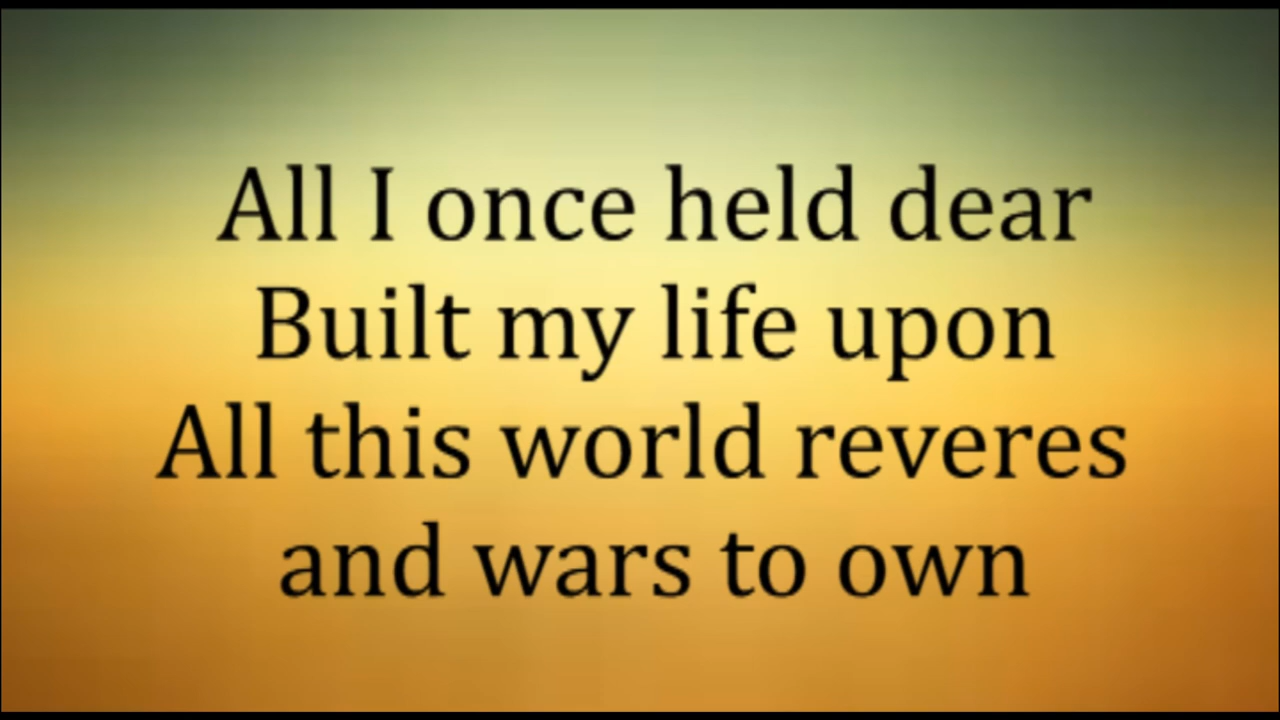 All I once held dear
Built my life upon
All this world reveres
and wars to own